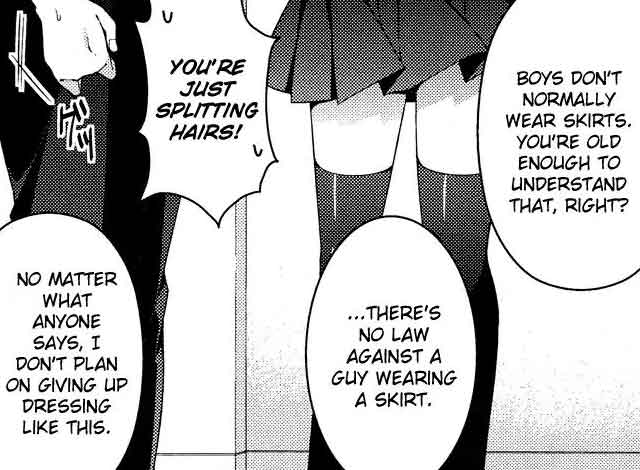 BOYS DON'T
NORMALLY
WEAR SKIRTS.
YOU'RE OLD
ENOUGH TO
UNDERSTAND
THAT, RIGHT?
...THERE'S
NO LAW
AGAINST A
GUY WEARING
A SKIRT.
YOU'RE
JUST
SPLITTING
HAIRS!
グッ
NO MATTER
WHAT
ANYONE
SAYS, I
DON'T PLAN
ON GIVING UP
DRESSING
LIKE THIS.